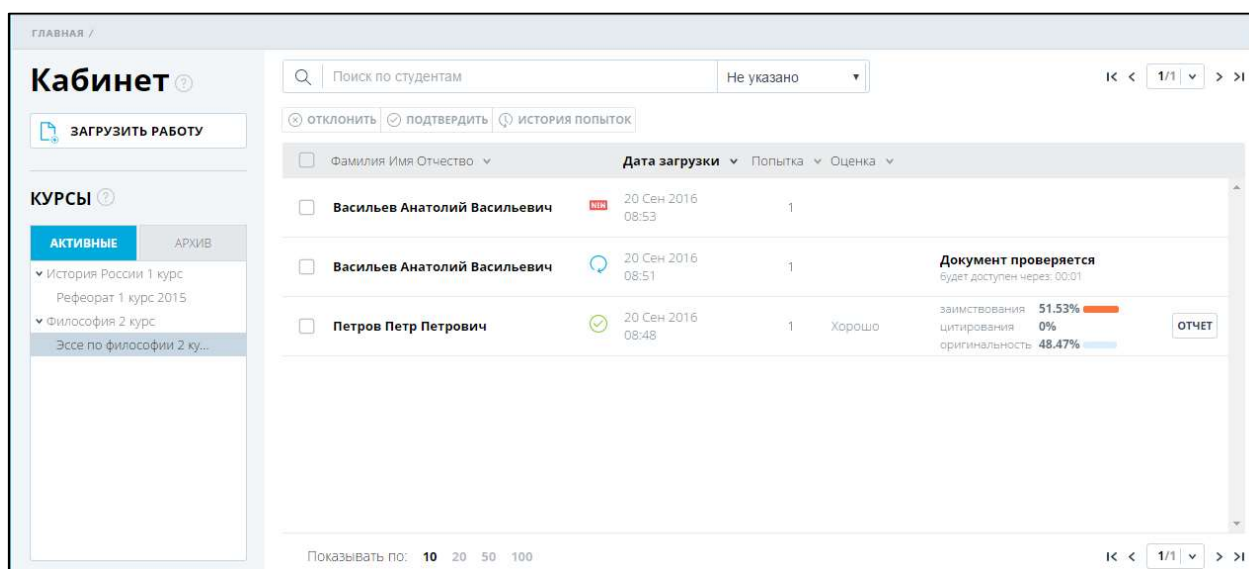 ГЛАВНАЯ /
Кабинет ?
ЗАГРУЗИТЬ РАБОТУ
КУРСЫ ?
АКТИВНЫЕ АРХИВ
История России 1 курс
Рефеорат 1 курс 2015
Философия 2 курс
Эссе по философии 2 ку...
Поиск по студентам Не указано 1/1
ОТКЛОНИТЬ ПОДТВЕРДИТЬ ИСТОРИЯ ПОПЫТОК
Фамилия Имя Отчество Дата загрузки Попытка Оценка
Васильев Анатолий Васильевич NEW 20 Сен 2016 1
08:53
Васильев Анатолий Васильевич 20 Сен 2016 1 Документ проверяется
08:51 будет доступен через: 00:01
заимствования 51.53%
Петров Петр Петрович 20 Сен 2016 1 Хорошо цитирования 0% ОТЧЕТ
08:48 оригинальность 48.47%
Показывать по: 10 20 50 100 1/1